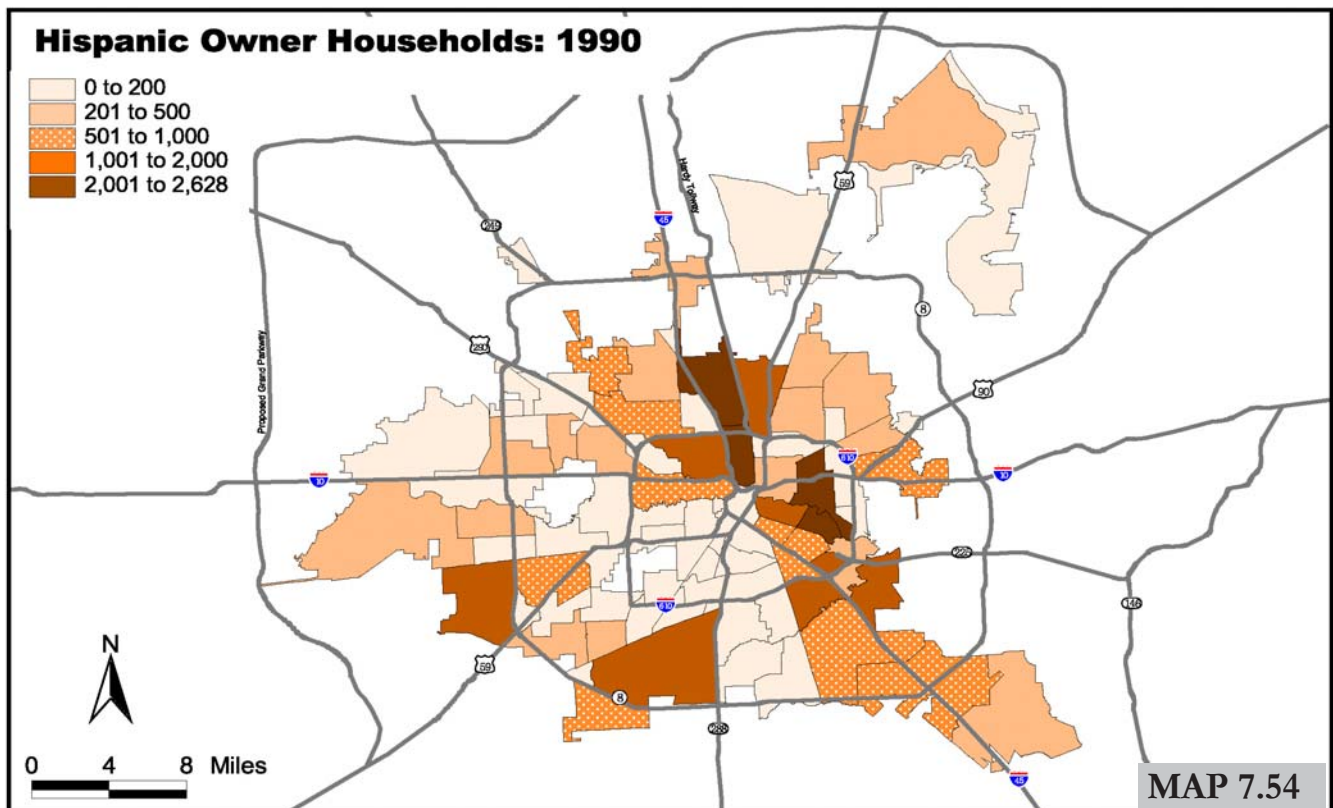 Hispanic Owner Households: 1990
0 to 200
201 to 500
501 to 1,000
1,001 to 2,000
2,001 to 2,628
Hardy Tollway
59
45
249
8
290
Proposed Grand Parkway
90
610
10
10
225
610
146
N
59
8
288
45
0 4 8 Miles
MAP 7.54